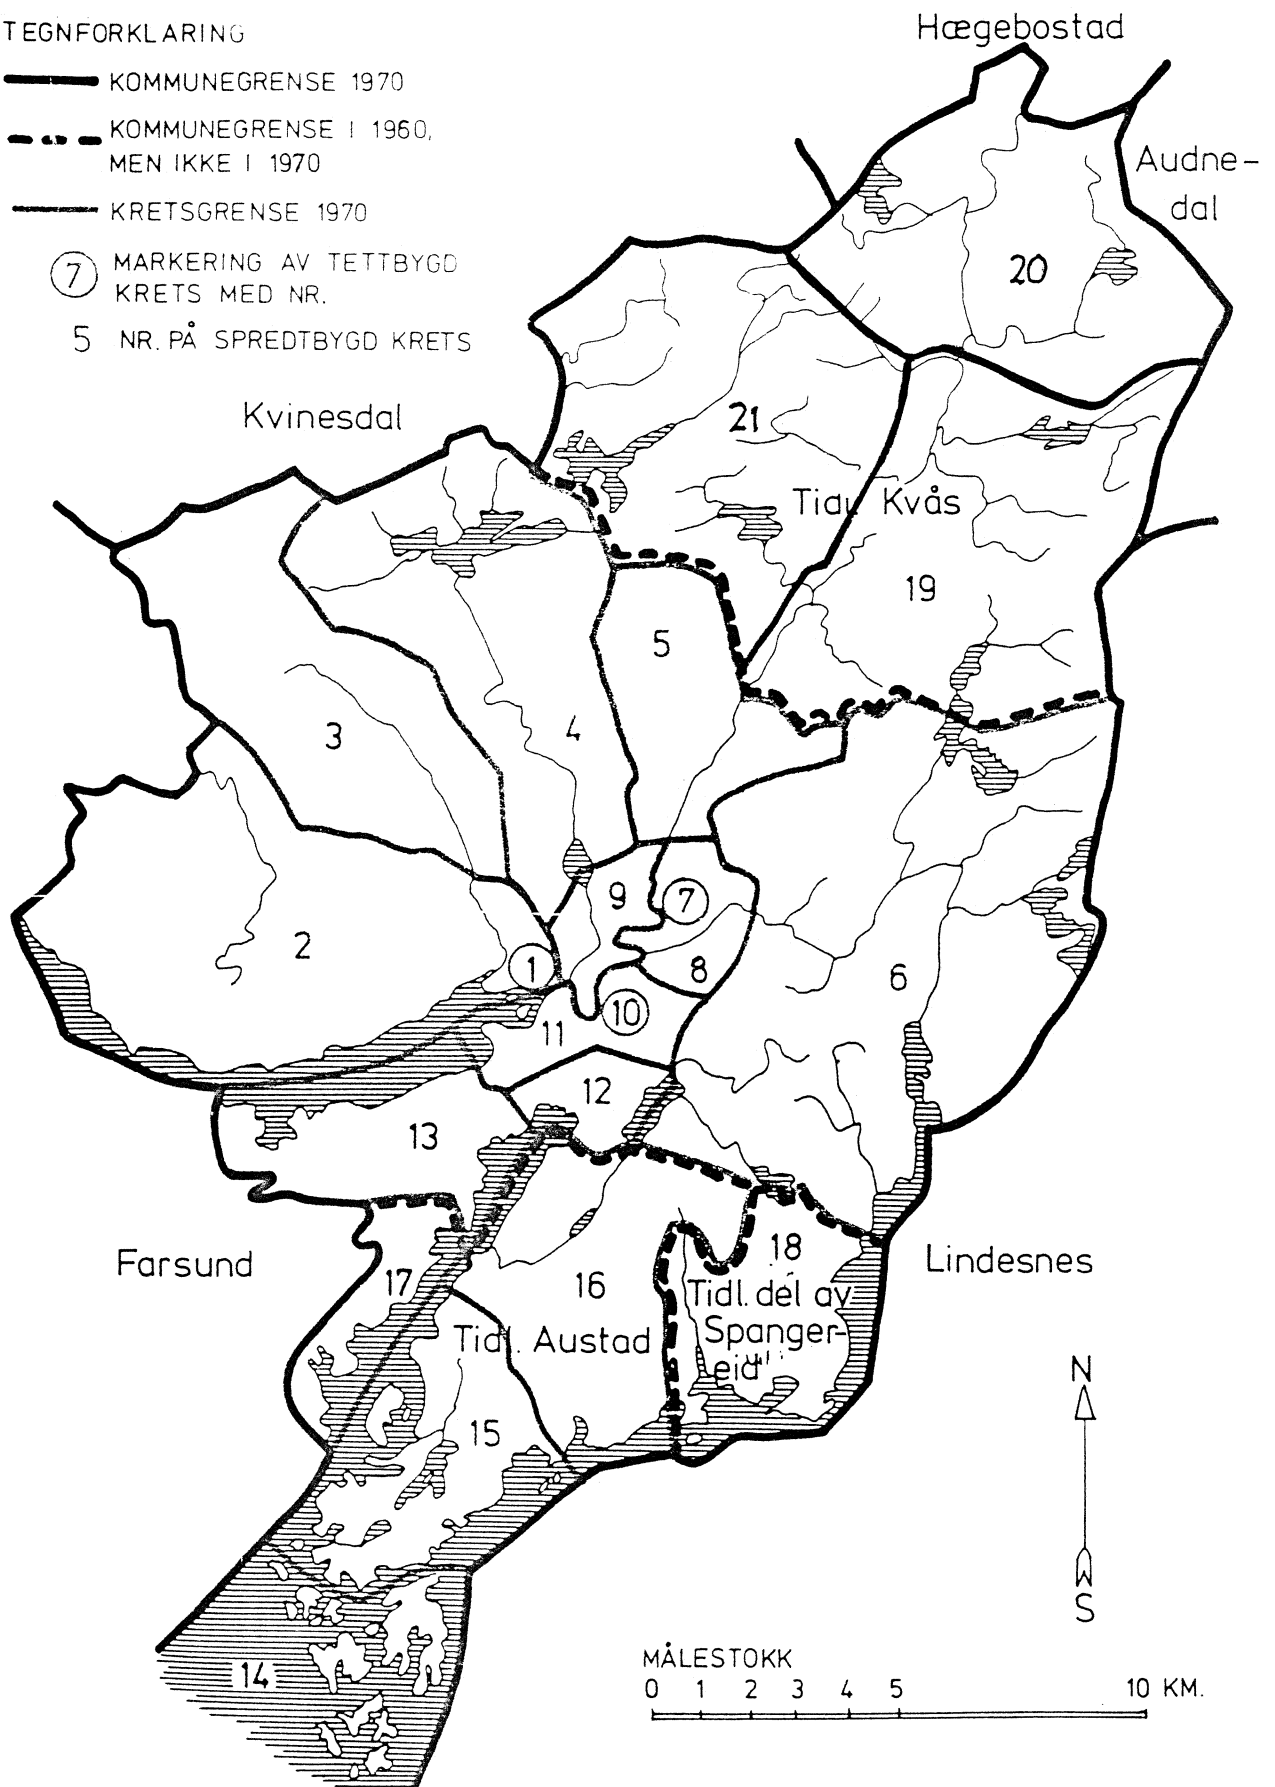 TEGNFORKLARING
KOMMUNEGRENSE 1970
KOMMUNEGRENSE I 1960,
MEN IKKE I 1970
KRETSGRENSE 1970
7
MARKERING AV TETTBYGD
KRETS MED NR.
5 NR. PÅ SPREDTBYGD KRETS
Hægebostad
Audne-
dal
20
Kvinesdal
21
Tidl. Kvås
19
5
3
4
9
7
2
1
8
6
10
11
12
13
Farsund
18
Lindesnes
17
16
Tidl. del av
Spanger-
eid
Tidl. Austad
15
14
N
S
MÅLESTOKK
0 1 2 3 4 5 10 KM.